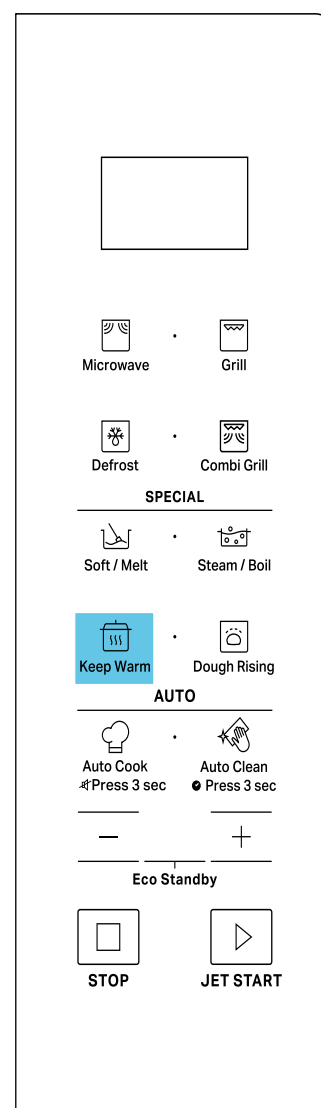 Microwave
Grill
Defrost
Combi Grill
SPECIAL
Soft / Melt
Steam / Boil
Keep Warm
Dough Rising
AUTO
Auto Cook
Press 3 sec
Auto Clean
Press 3 sec
Eco Standby
STOP
JET START